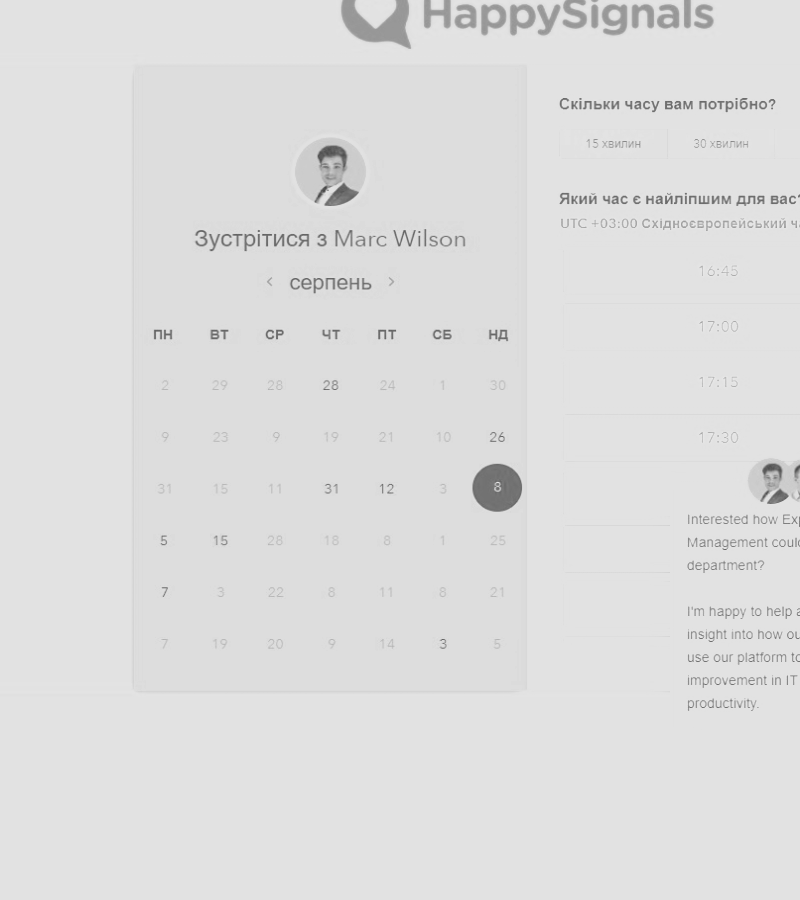 HappySignals
Зустрітися з Marc Wilson
серпень
ПН ВТ СР ЧТ ПТ СБ НД
2 29 28 28 24 1 30
9 23 9 19 21 10 26
31 15 11 31 12 3 8
5 15 28 18 8 1 25
7 3 22 8 11 8 21
7 19 20 9 14 3 5
Скільки часу вам потрібно?
15 хвилин 30 хвилин
Який час є найліпшим для вас?
UTC +03:00 Східноєвропейський
16:45
17:00
17:15
17:30
Interested how
Management
department?
I'm happy to help
insight into how
use our platform
improvement in IT
productivity.